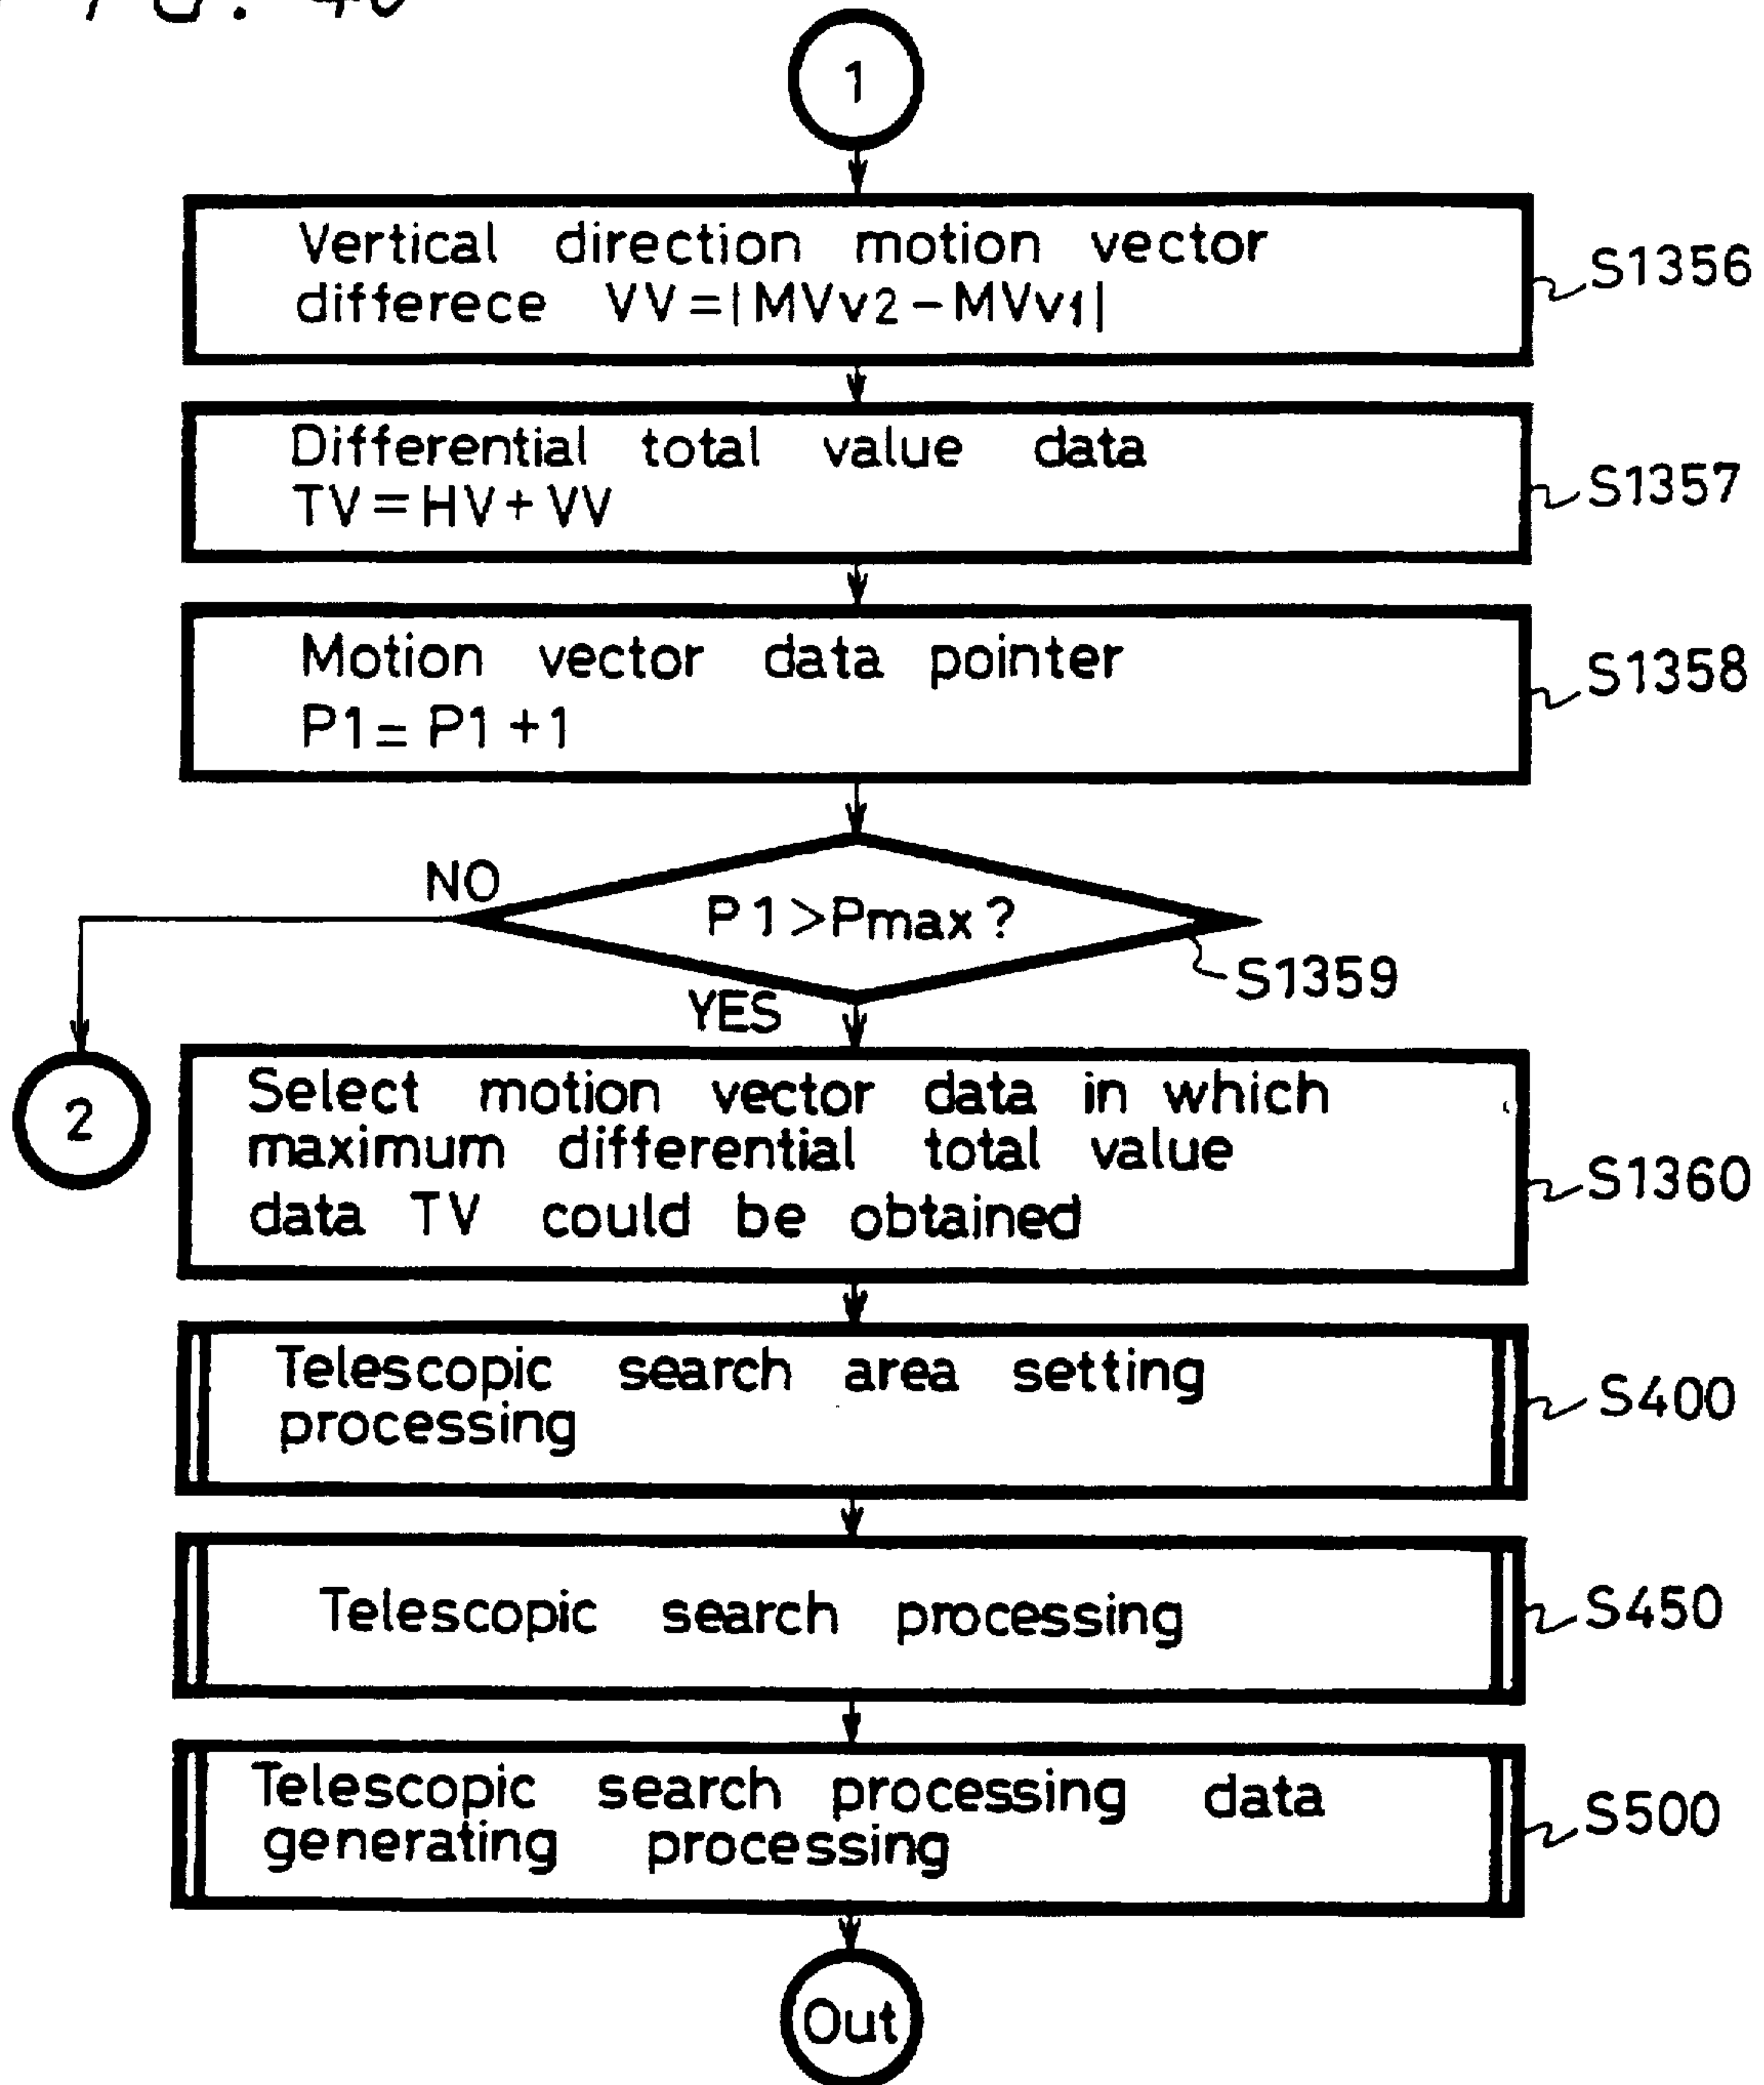 1
Vertical direction motion vector
differece VV=|MVv2-MVv1|
S1356
Differential total value data
TV=HV+VV
S1357
Motion vector data pointer
P1=P1+1
S1358
NO
P1>Pmax?
S1359
YES
2
Select motion vector data in which
maximum differential total value
data TV could be obtained
S1360
Telescopic search area setting
processing
S400
Telescopic search processing
S450
Telescopic search processing data
generating processing
S500
Out